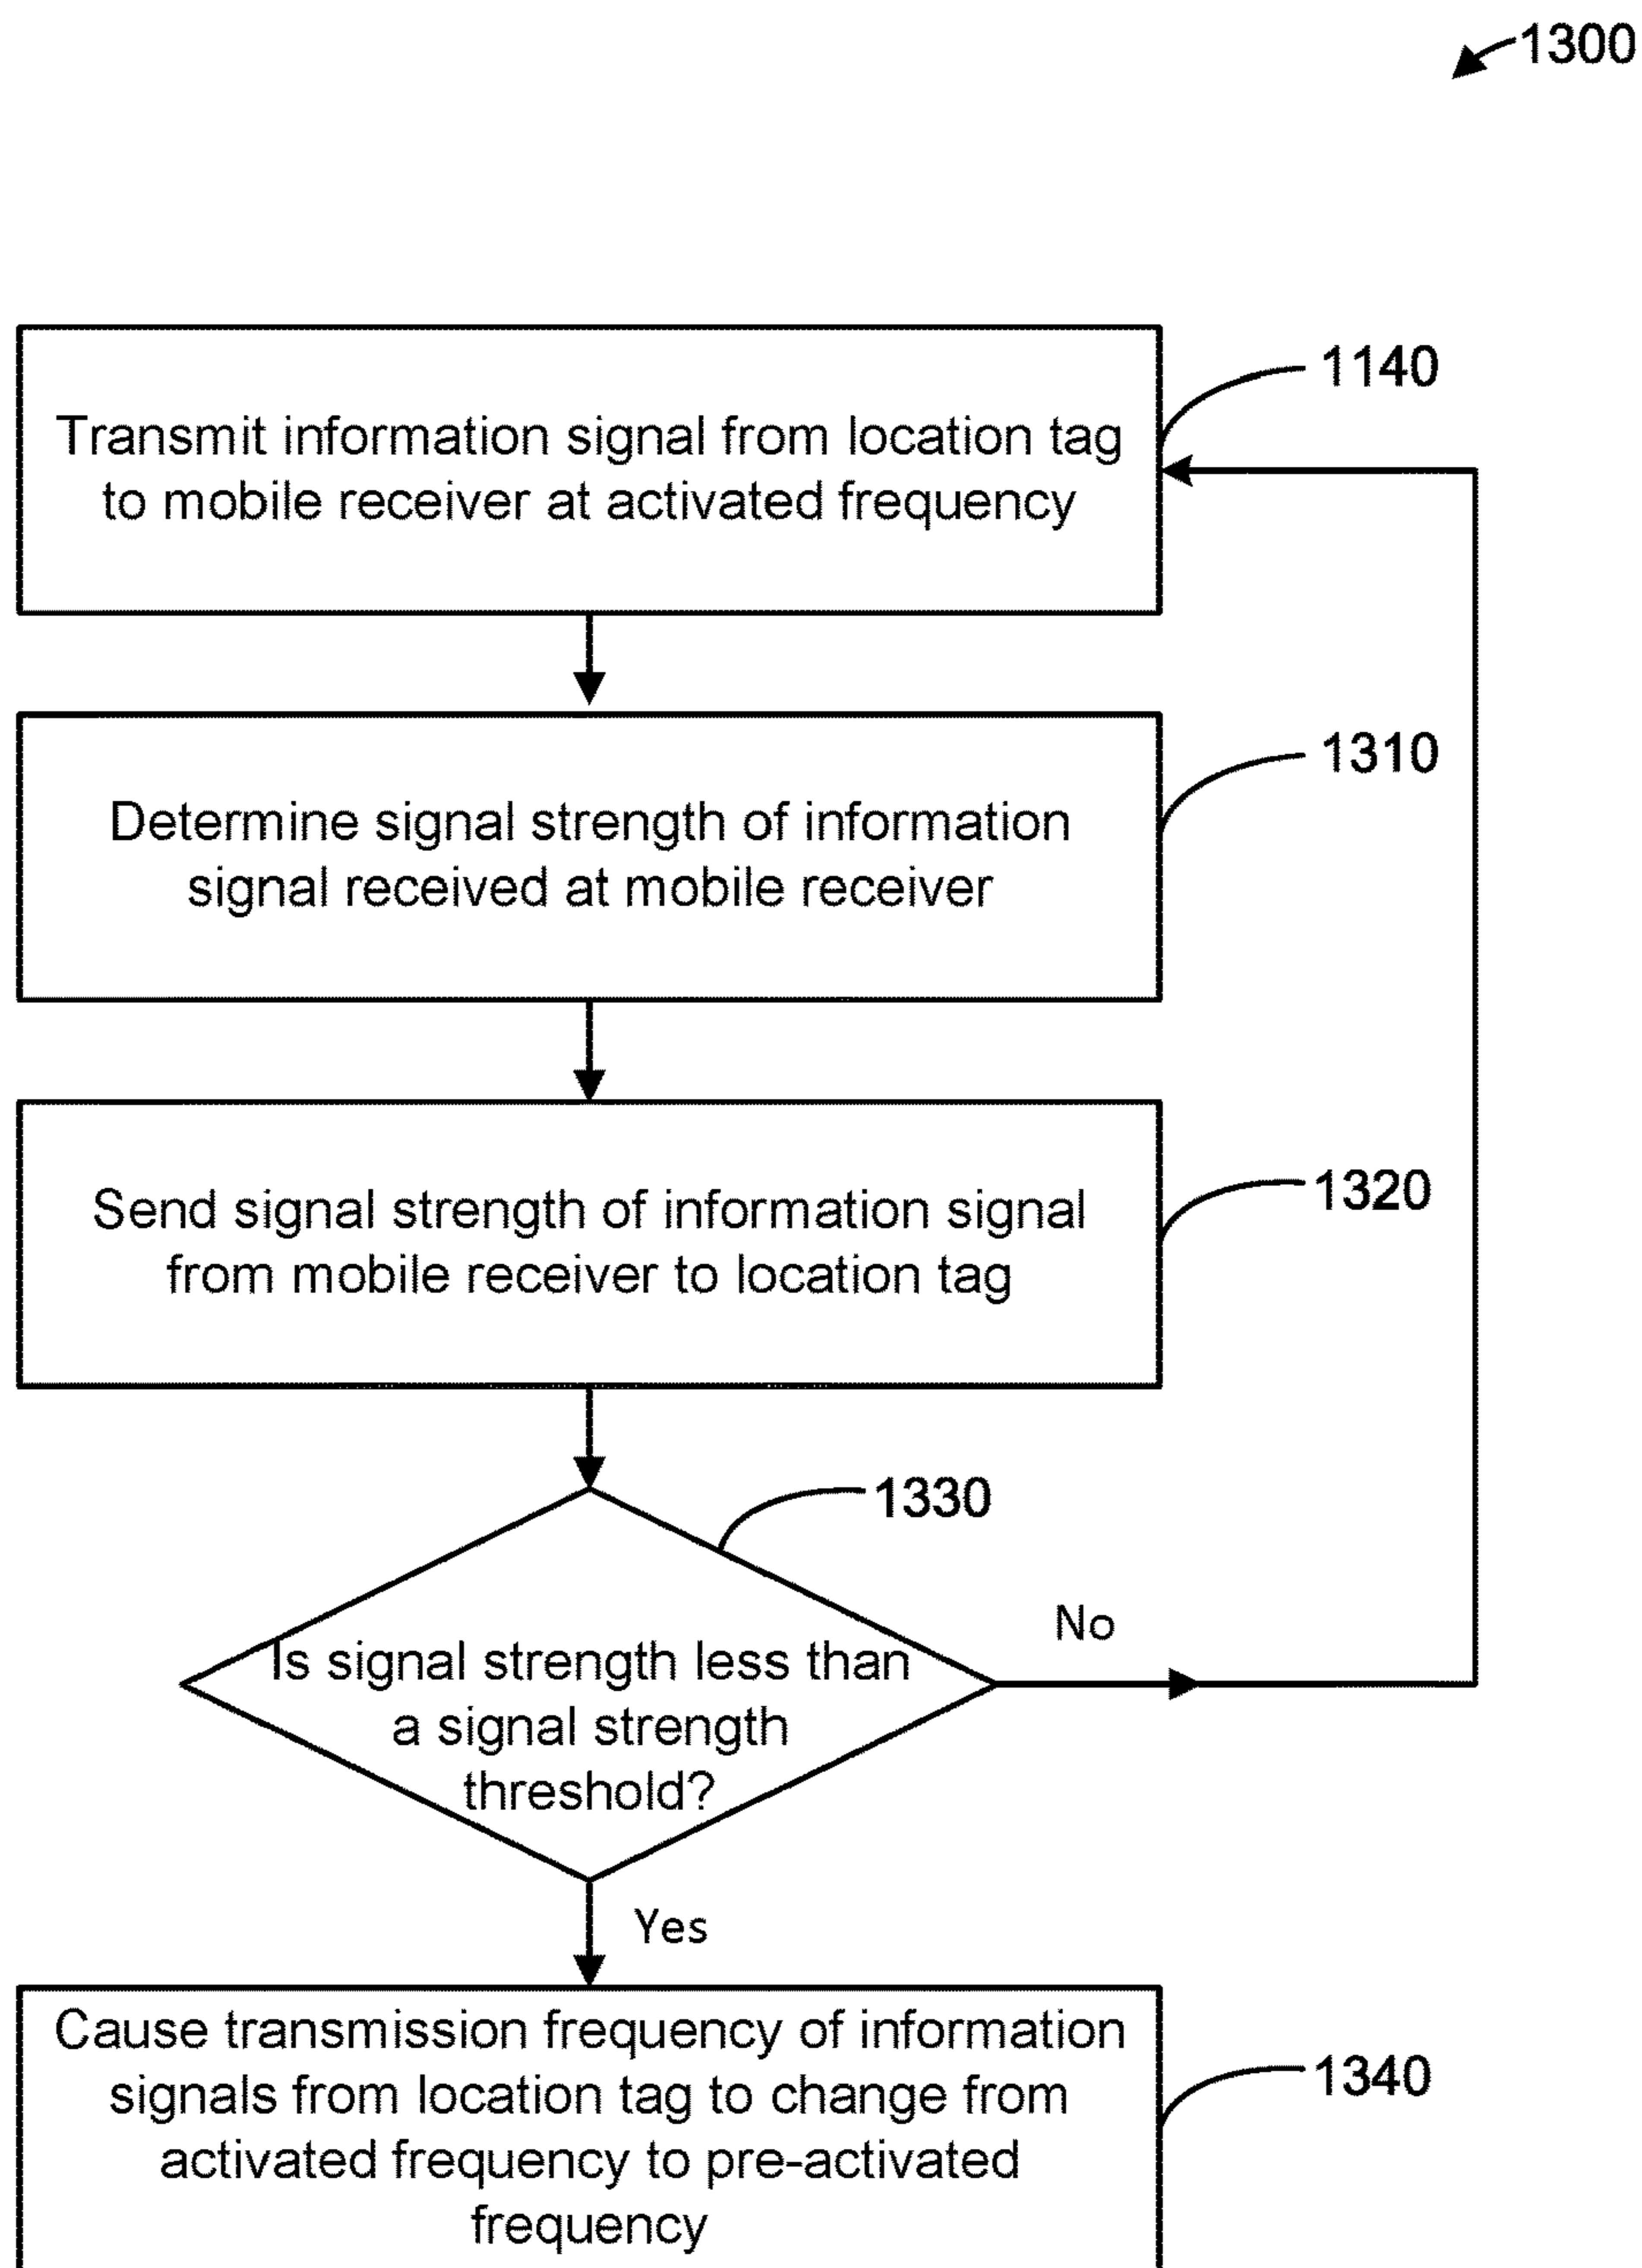 1300
Transmit information signal from location tag
to mobile receiver at activated frequency
1140
Determine signal strength of information
signal received at mobile receiver
1310
Send signal strength of information signal
from mobile receiver to location tag
1320
1330
Is signal strength less than
a signal strength
threshold?
No
Yes
Cause transmission frequency of information
signals from location tag to change from
activated frequency to pre-activated
frequency
1340